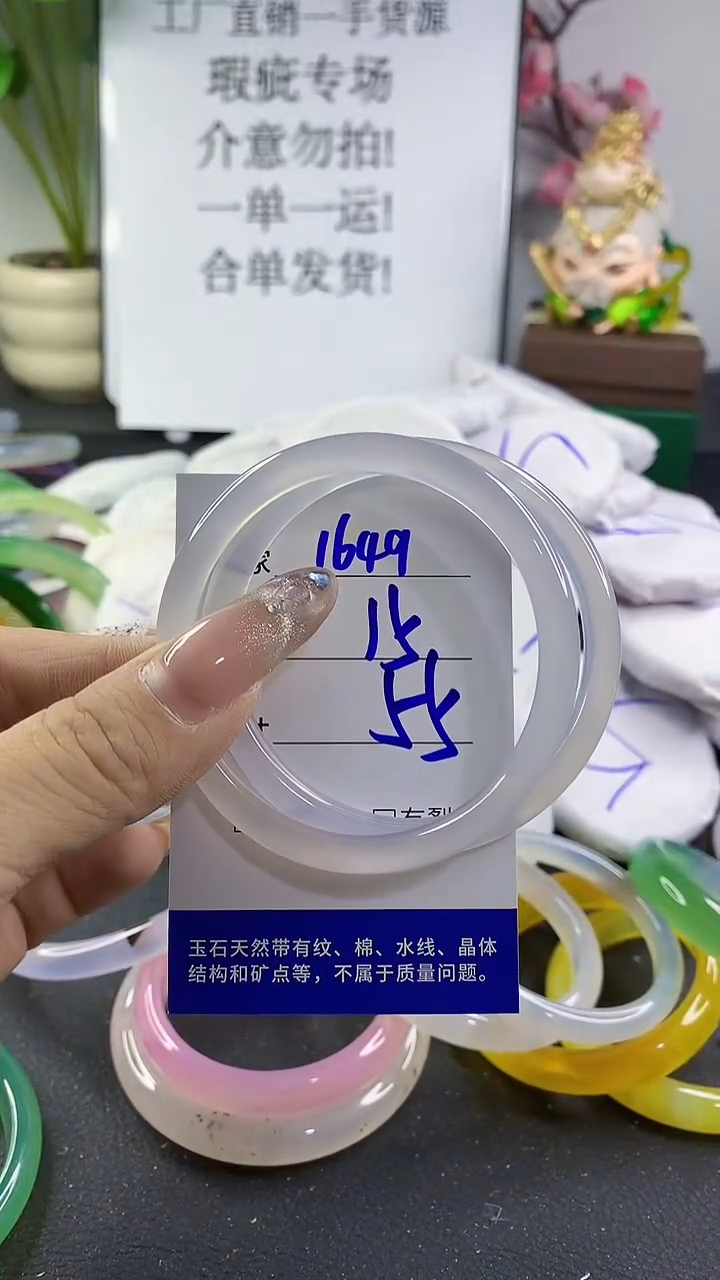 工厂直销一手货源
瑕疵专场
介意勿拍!
一单一运!
合单发货!
家 1649
玉石天然带有纹、棉、水线、晶体
结构和矿点等，不属于质量问题。